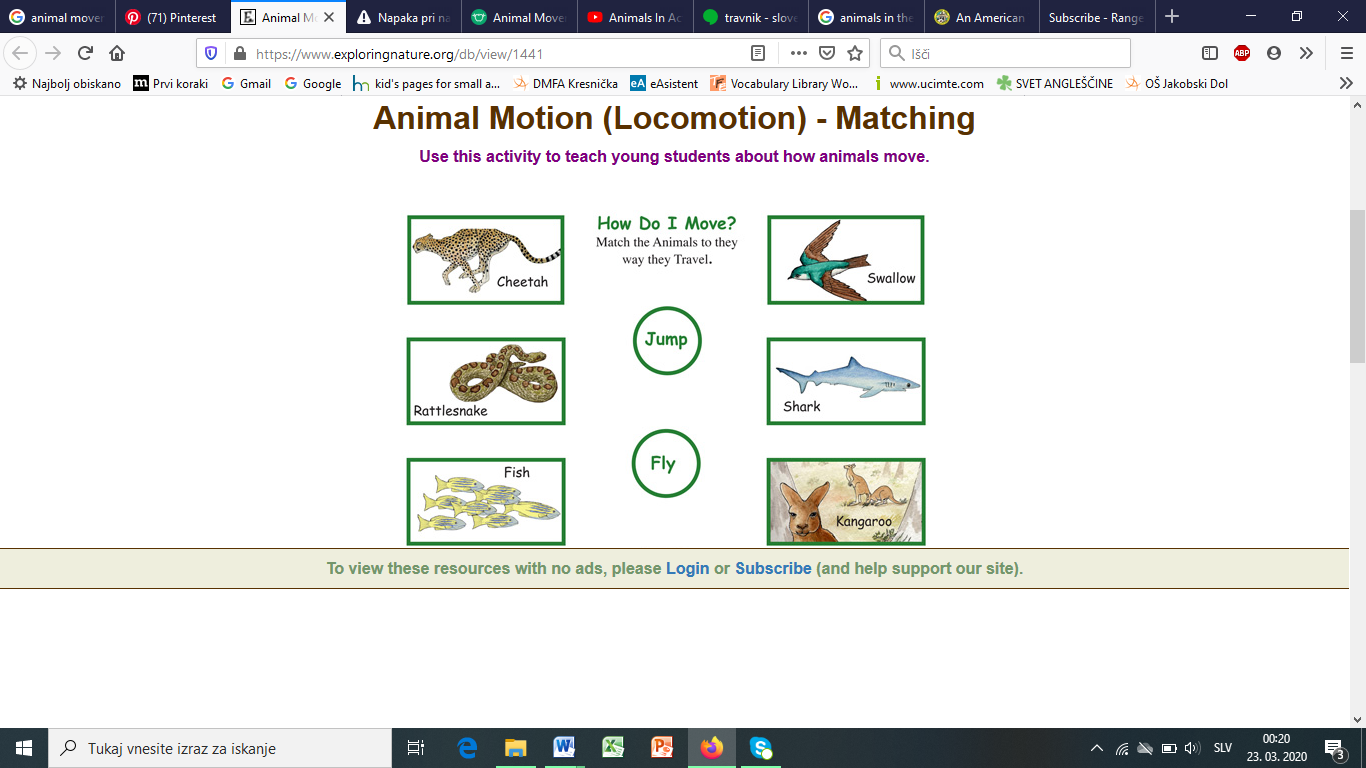 animal mover
(71) Pinterest
Animal Mo
Napaka pri na
Animal Move
Animals In Ac
travnik - slove
animals in the
An American
Subscribe - Range
https://www.exploringnature.org/db/view/1441
Išči
Najbolj obiskano
Prvi koraki
Gmail
Google
kid's pages for small a...
DMFA Kresnička
eA eAsistent
Vocabulary Library Wo...
www.ucimte.com
SVET ANGLEŠČINE
OŠ Jakobski Dol
Animal Motion (Locomotion) - Matching
Use this activity to teach young students about how animals move.
How Do I Move?
Match the Animals to they
way they Travel.
Cheetah
Swallow
Jump
Rattlesnake
Shark
Fly
Fish
Kangaroo
To view these resources with no ads, please Login or Subscribe (and help support our site).
Tukaj vnesite izraz za iskanje
SLV
00:20
23. 03. 2020
3